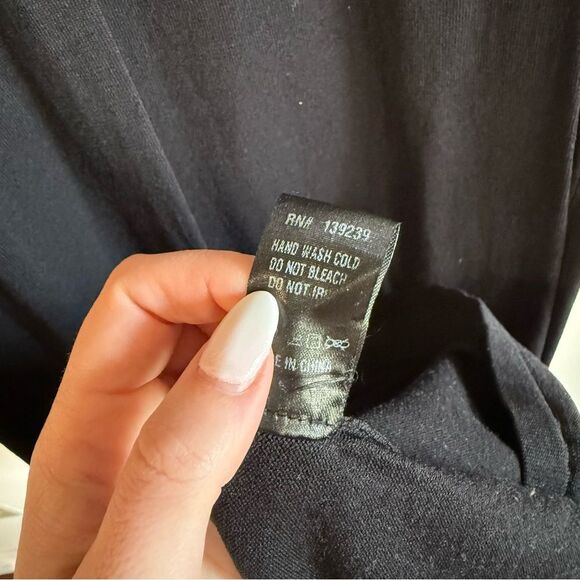 RN# 139239
HAND WASH COLD
DO NOT BLEACH
DO NOT
IN CHINA